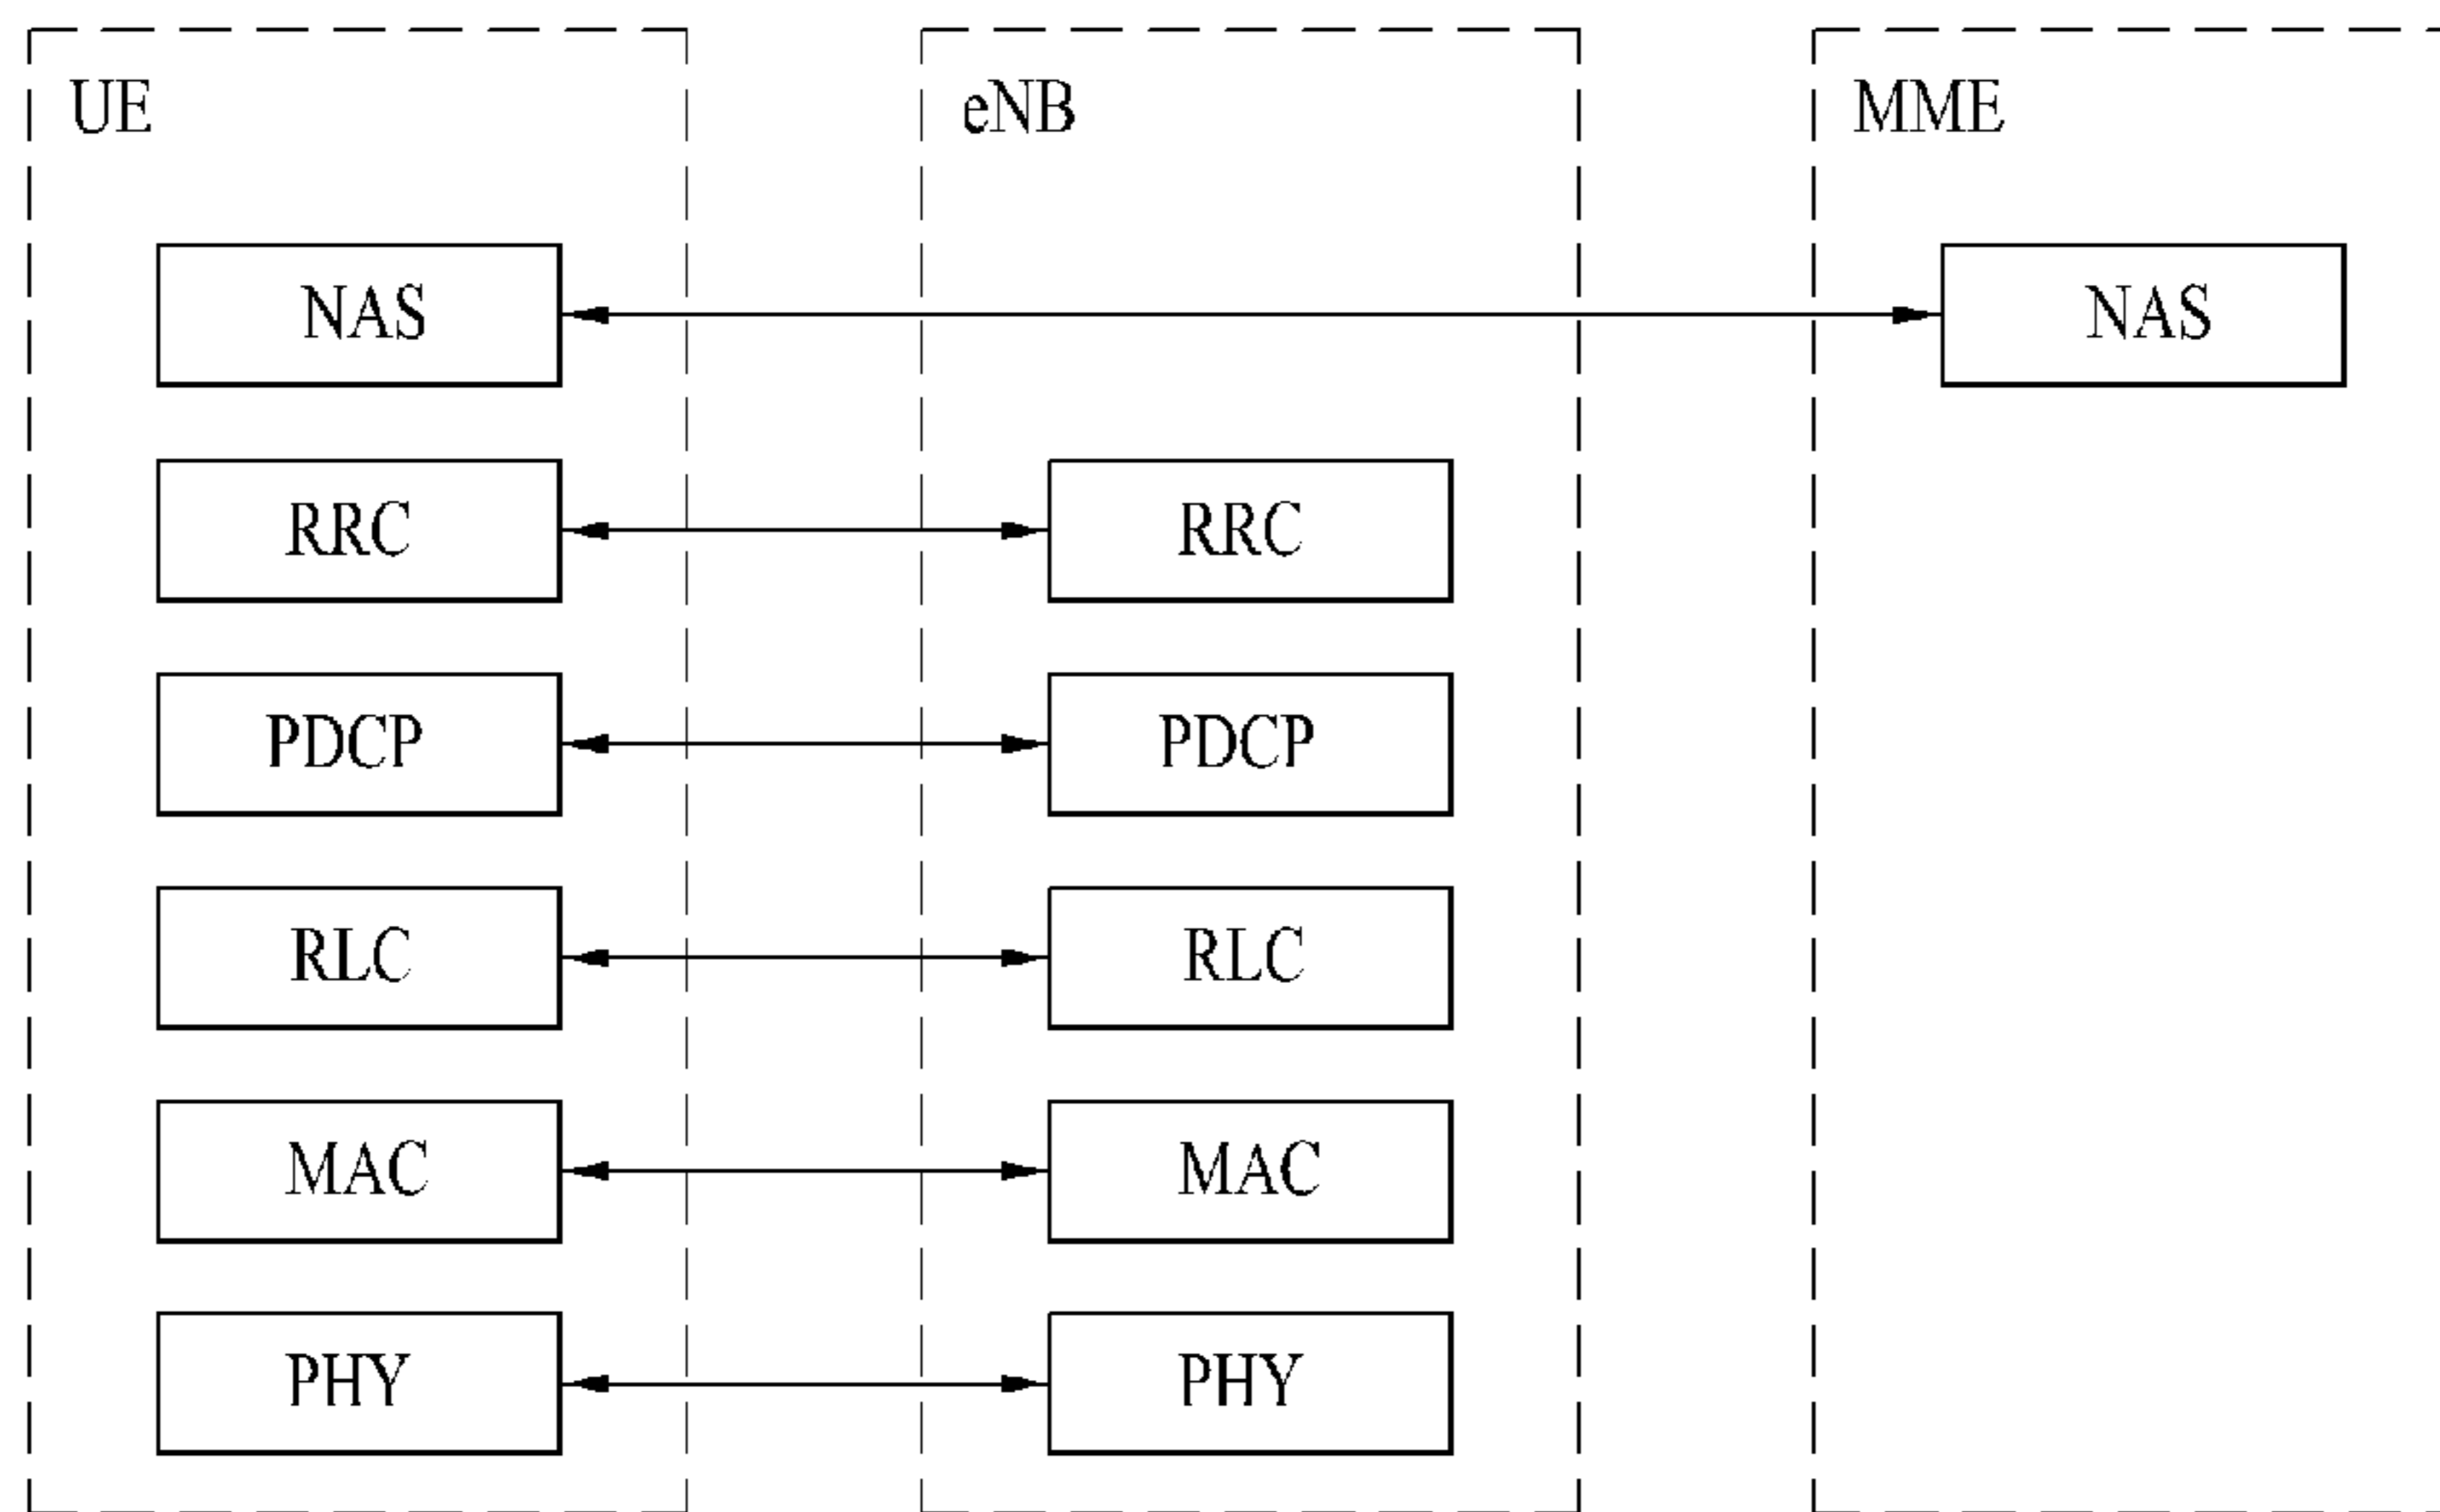 UE eNB MME
NAS NAS
RRC RRC
PDCP PDCP
RLC RLC
MAC MAC
PHY PHY